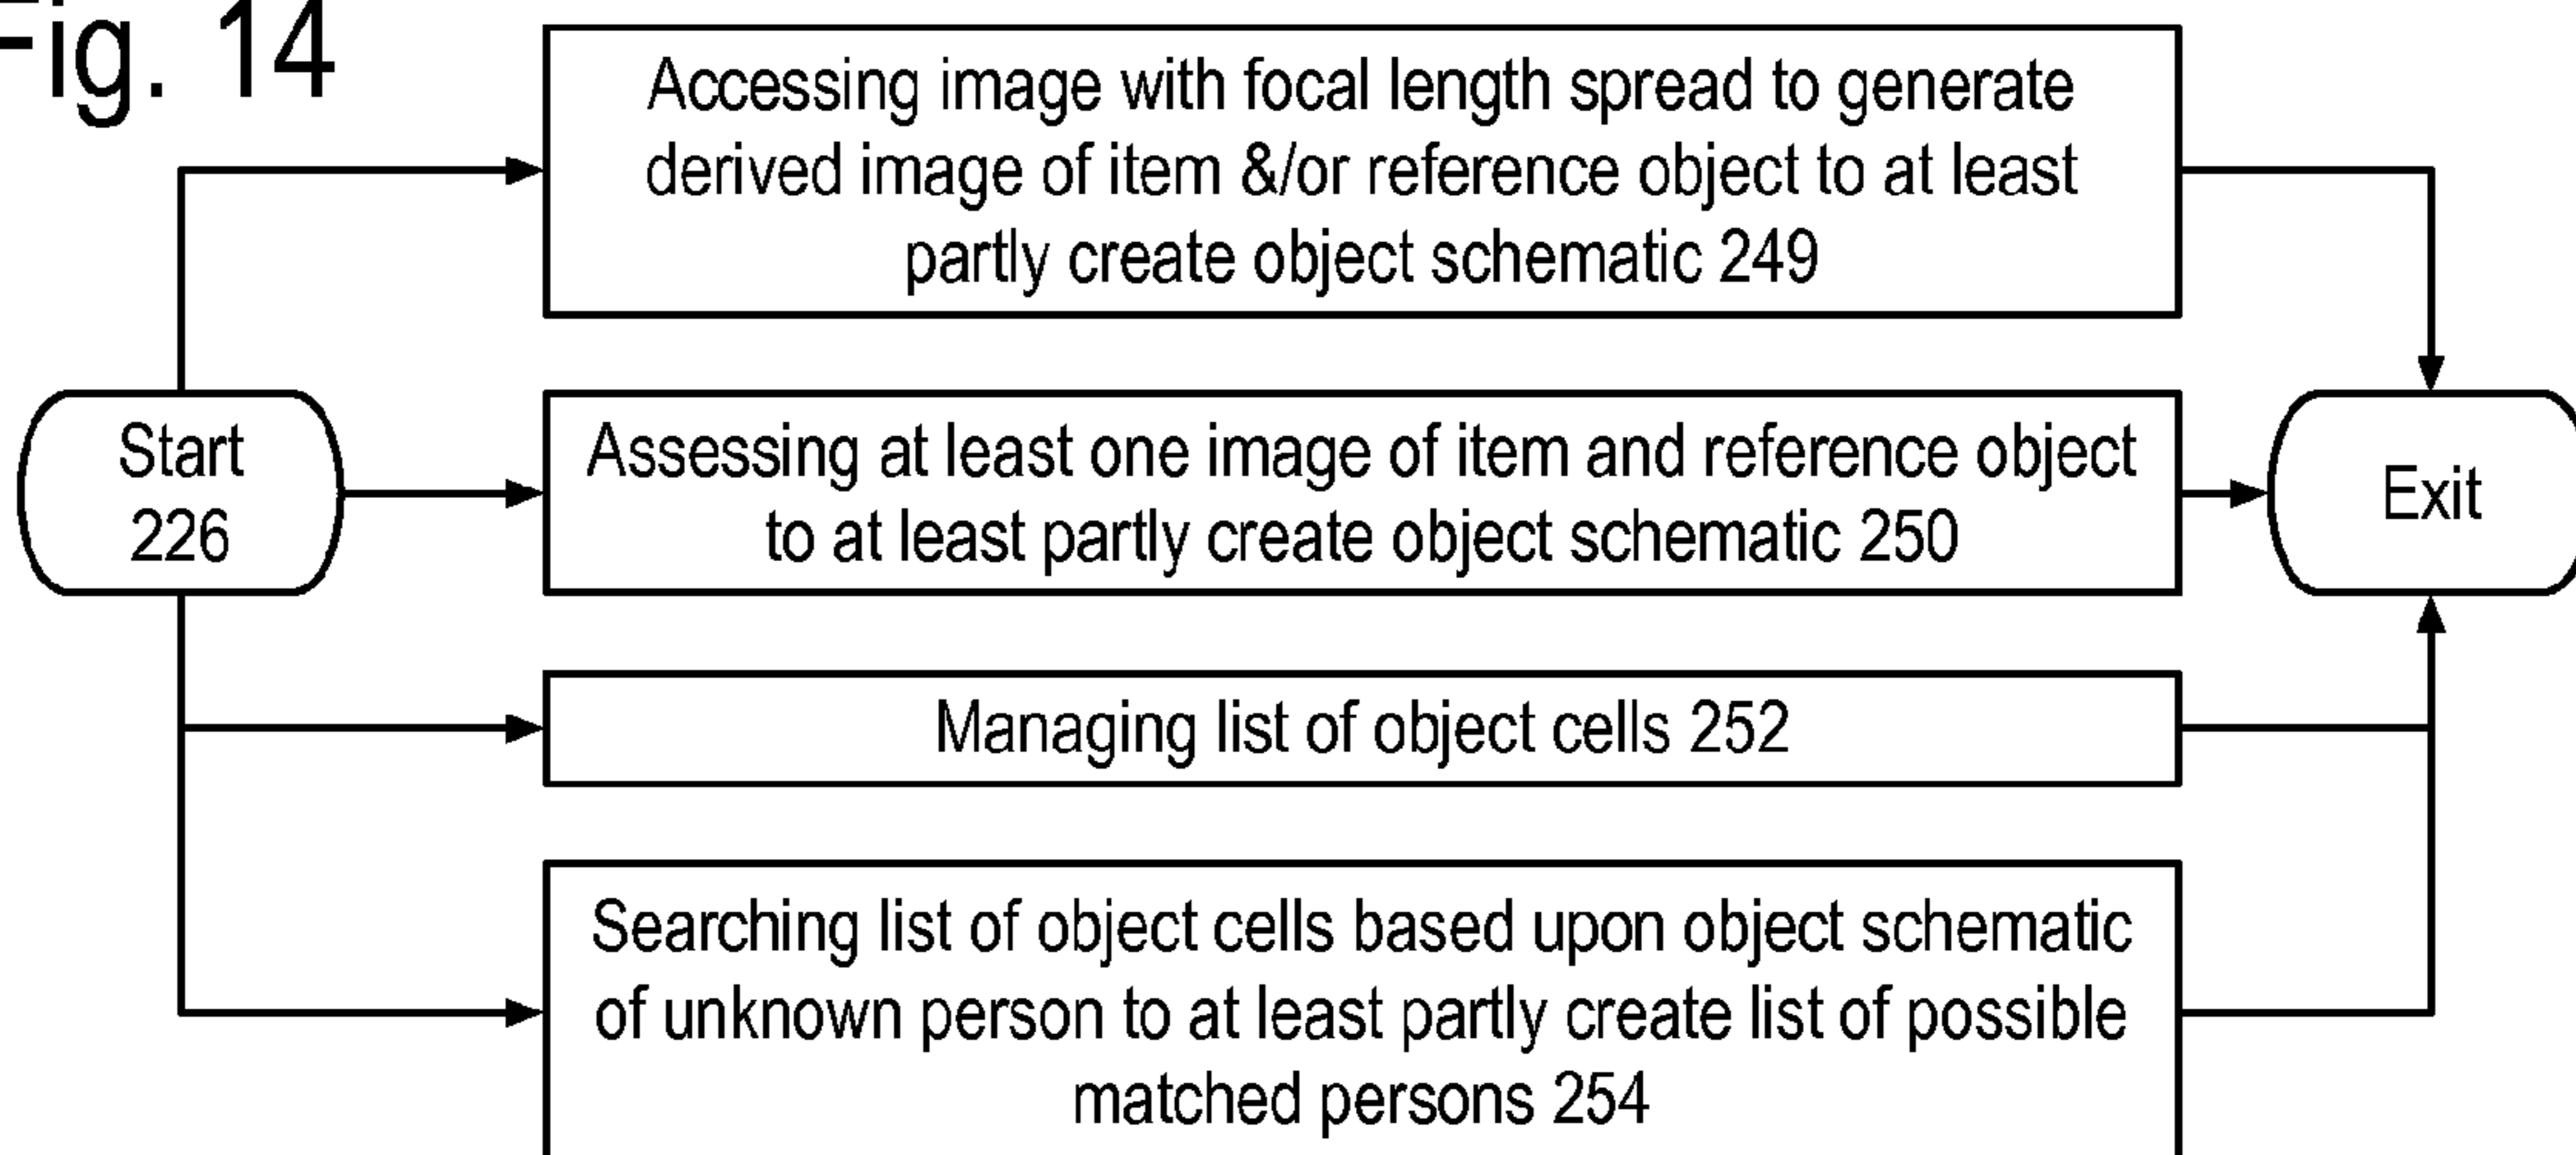 Fig. 14
Accessing image with focal length spread to generate
derived image of item &/or reference object to at least
partly create object schematic 249
Start
226
Assessing at least one image of item and reference object
to at least partly create object schematic 250
Exit
Managing list of object cells 252
Searching list of object cells based upon object schematic
of unknown person to at least partly create list of possible
matched persons 254